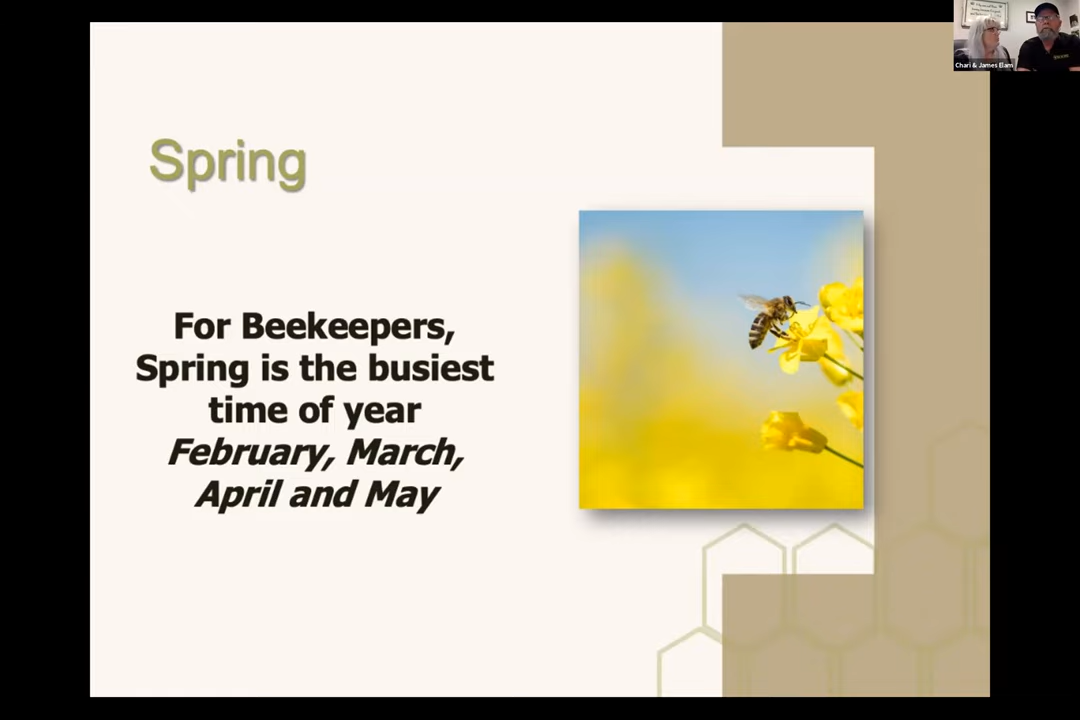 Chari & James Elam
Spring
For Beekeepers,
Spring is the busiest
time of year
February, March,
April and May